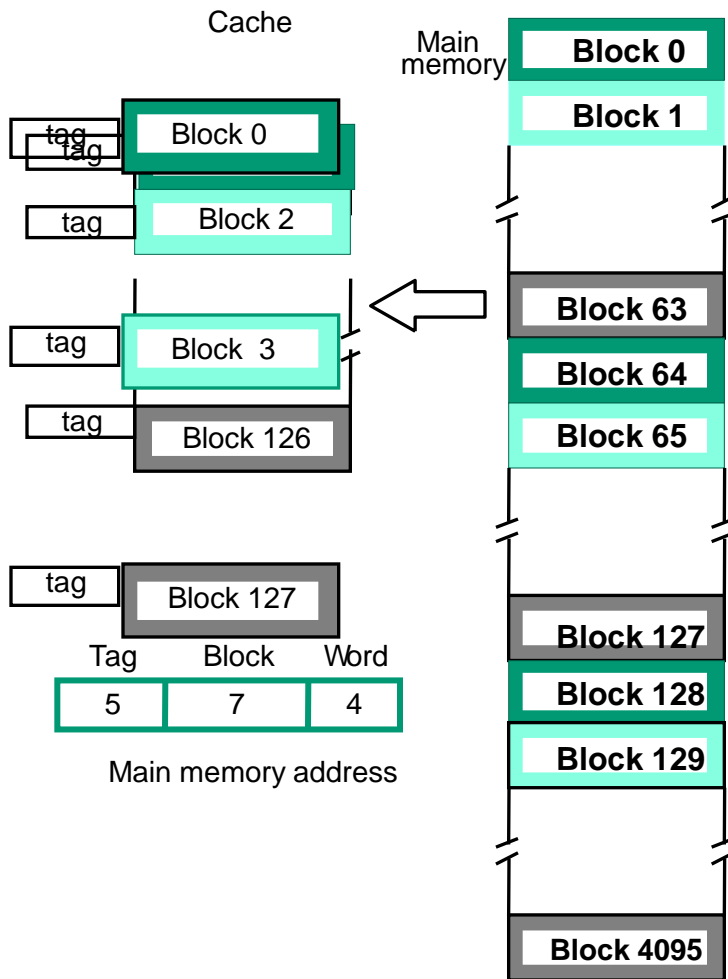 Cache
tag
Block 0
tag
tag
Block 2
tag
Block 3
tag
Block 126
tag
Block 127
Tag Block Word
5 7 4
Main memory address
Main
memory
Block 0
Block 1
Block 63
Block 64
Block 65
Block 127
Block 128
Block 129
Block 4095